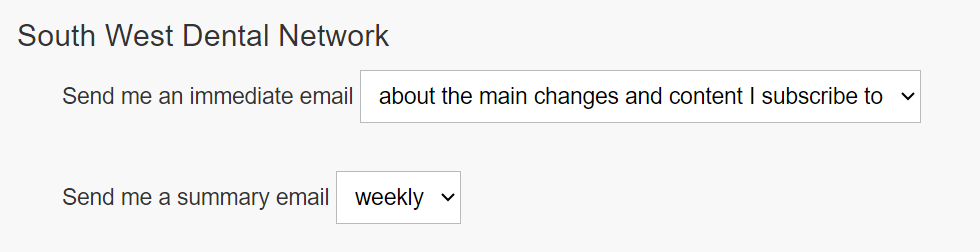 South West Dental Network
Send me an immediate email about the main changes and content I subscribe to
Send me a summary email weekly